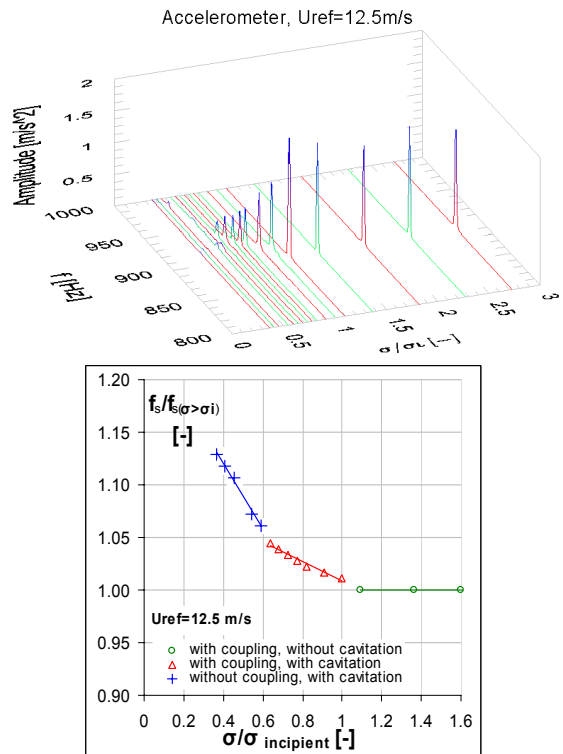 Accelerometer, Uref=12.5m/s
Amplitude [m/s^2]
2
1.5
1
0.5
f [Hz]
1000
950
900
850
800
0
0.5
1
1.5
2
2.5
3
1.20
1.15
1.10
1.05
1.00
0.95
0.90
fs/fs(σ>σi)
[-]
Uref=12.5 m/s
with coupling, without cavitation
with coupling, with cavitation
without coupling, with cavitation
0 0.2 0.4 0.6 0.8 1 1.2 1.4 1.6
σ/σ incipient [-]